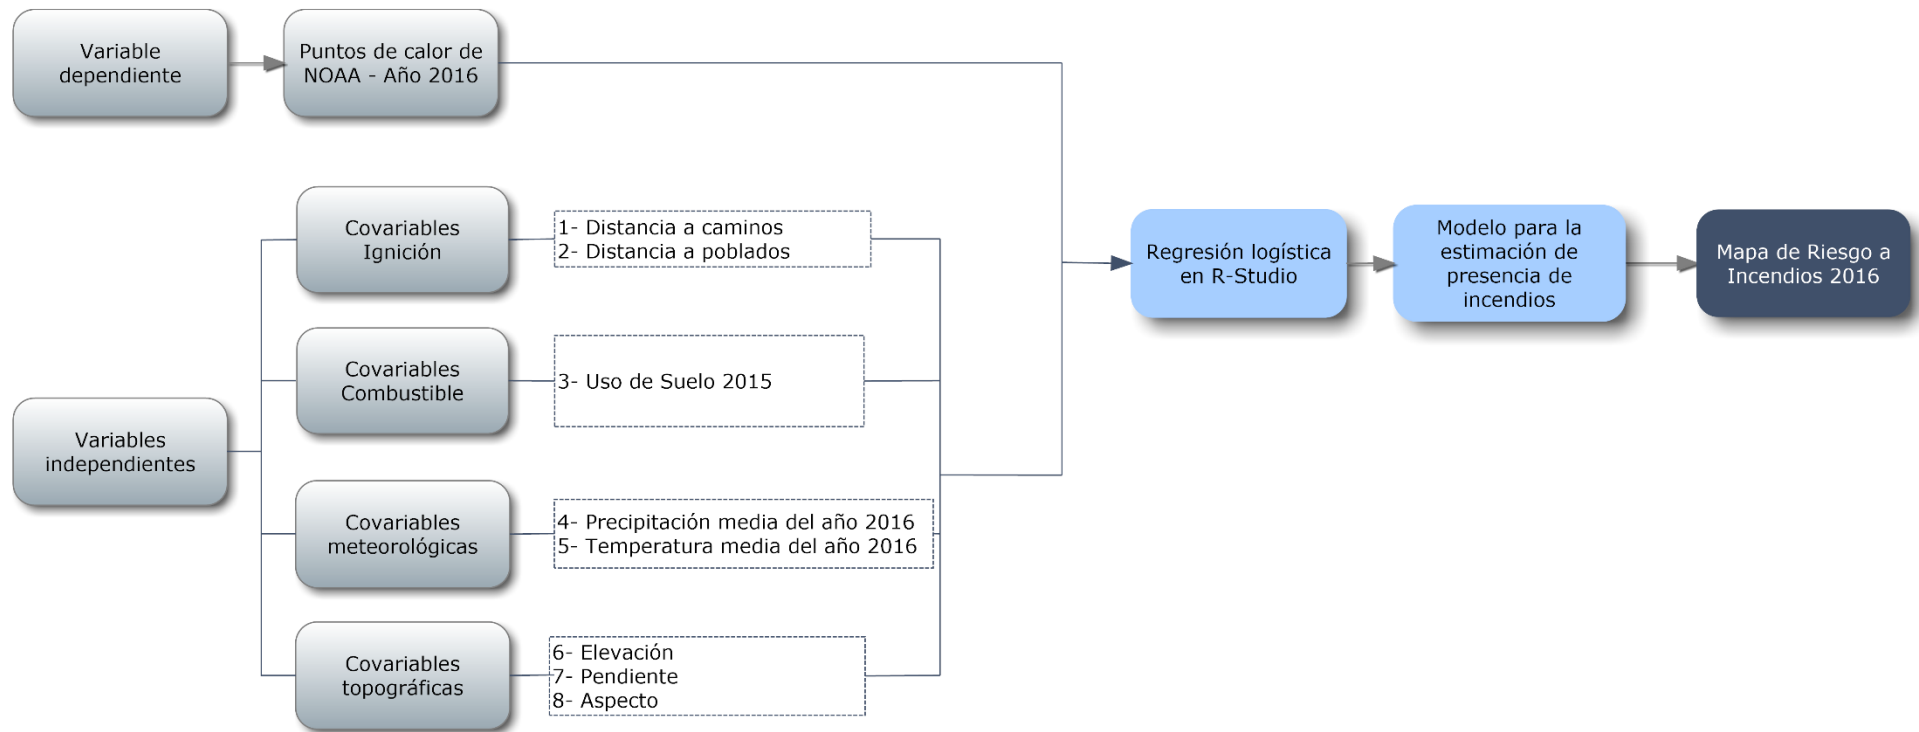 Variable
dependiente
Puntos de calor de
NOAA - Año 2016
Covariables
Ignición
1- Distancia a caminos
2- Distancia a poblados
Covariables
Combustible
3- Uso de Suelo 2015
Variables
independientes
Covariables
meteorológicas
4- Precipitación media del año 2016
5- Temperatura media del año 2016
Covariables
topográficas
6- Elevación
7- Pendiente
8- Aspecto
Regresión logística
en R-Studio
Modelo para la
estimación de
presencia de
incendios
Mapa de Riesgo a
Incendios 2016